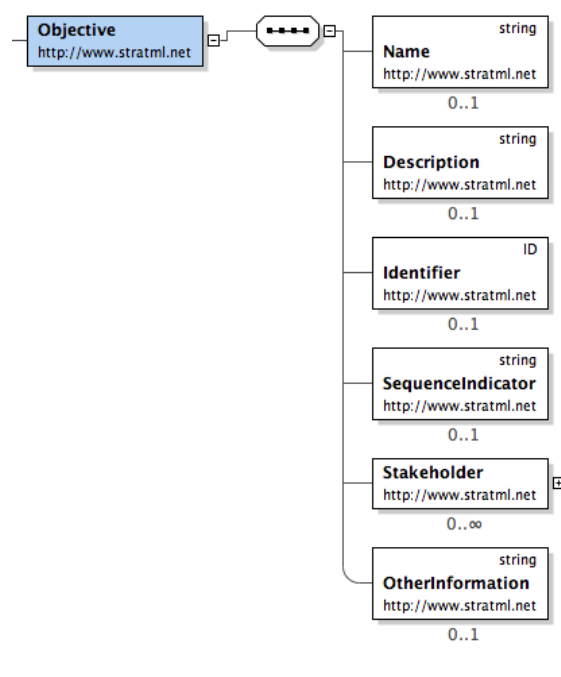 Objective
http://www.stratml.net
string
Name
http://www.stratml.net
0..1
string
Description
http://www.stratml.net
0..1
ID
Identifier
http://www.stratml.net
0..1
string
SequenceIndicator
http://www.stratml.net
0..1
Stakeholder
http://www.stratml.net
0..∞
string
OtherInformation
http://www.stratml.net
0..1